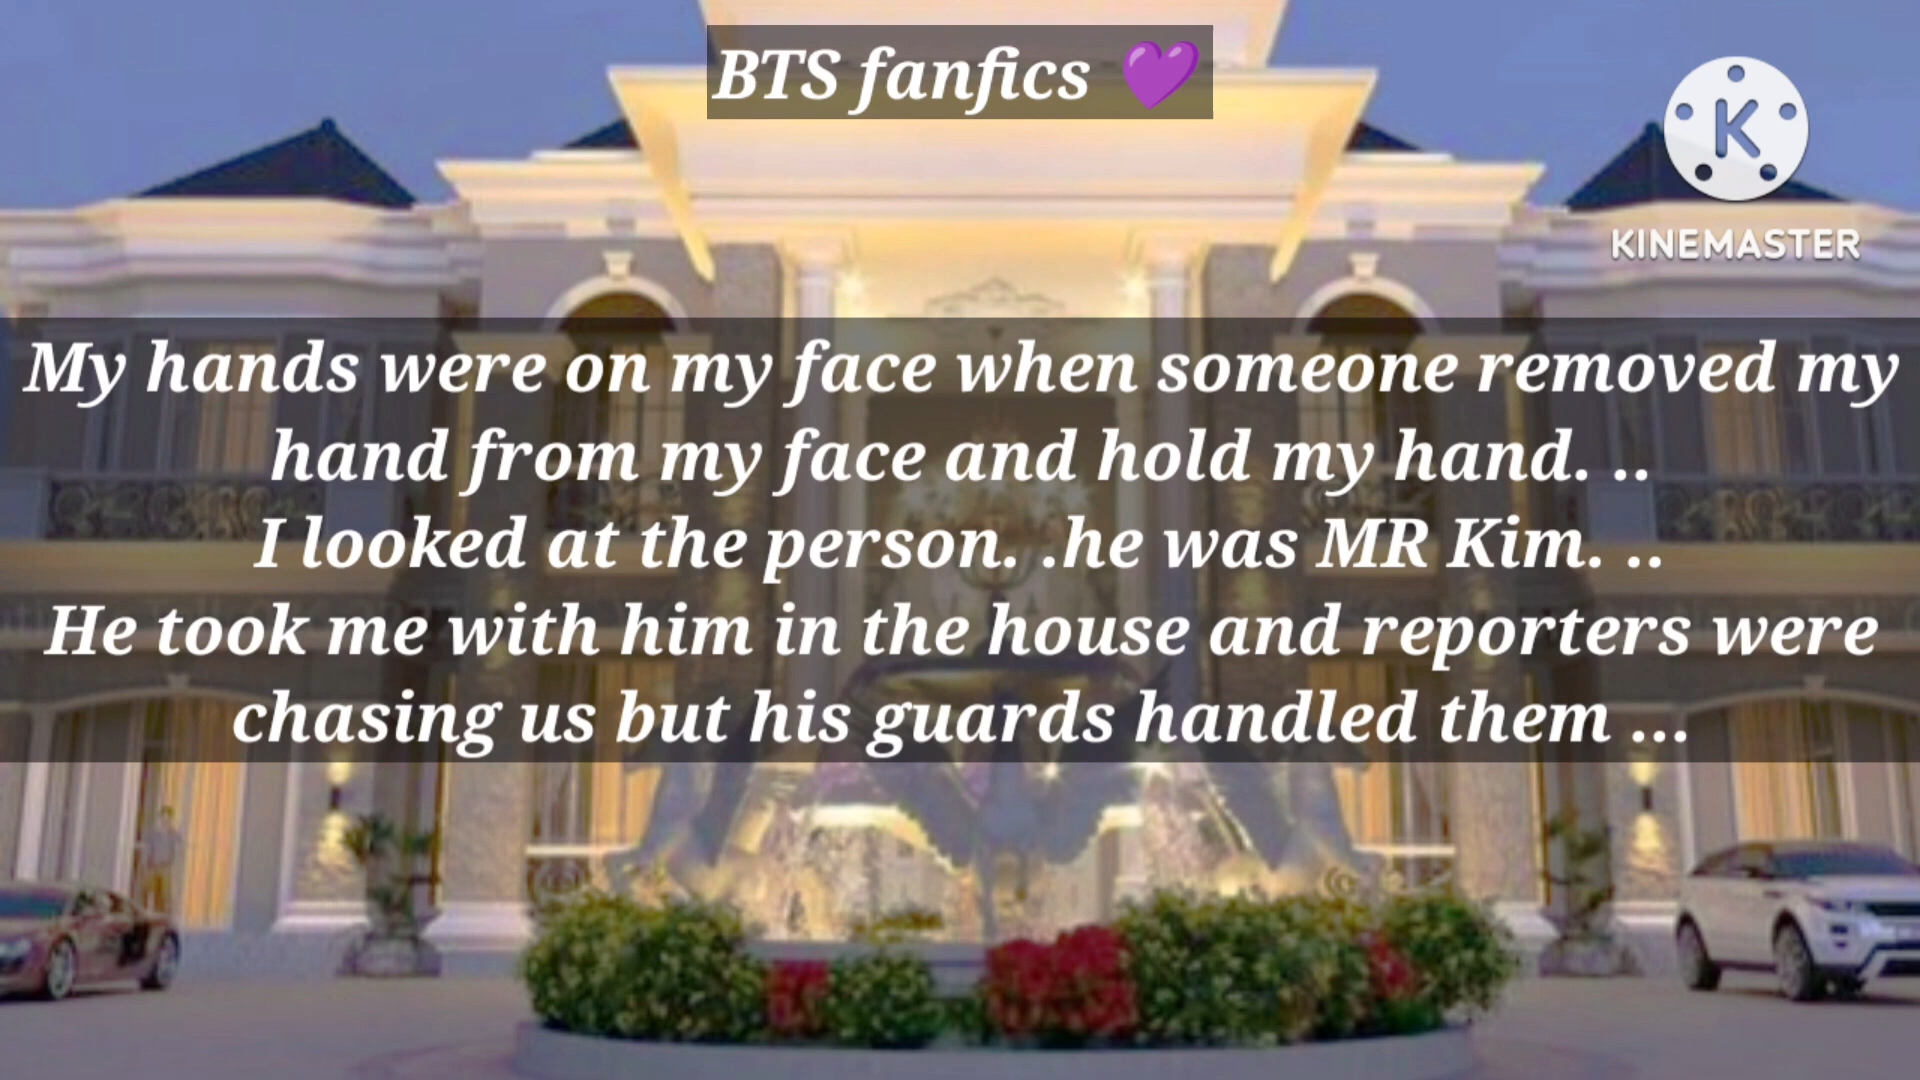 BTS fanfics 💜
KINEMASTER
My hands were on my face when someone removed my
hand from my face and hold my hand. ..
I looked at the person. .he was MR Kim. ..
He took me with him in the house and reporters were
chasing us but his guards handled them ...